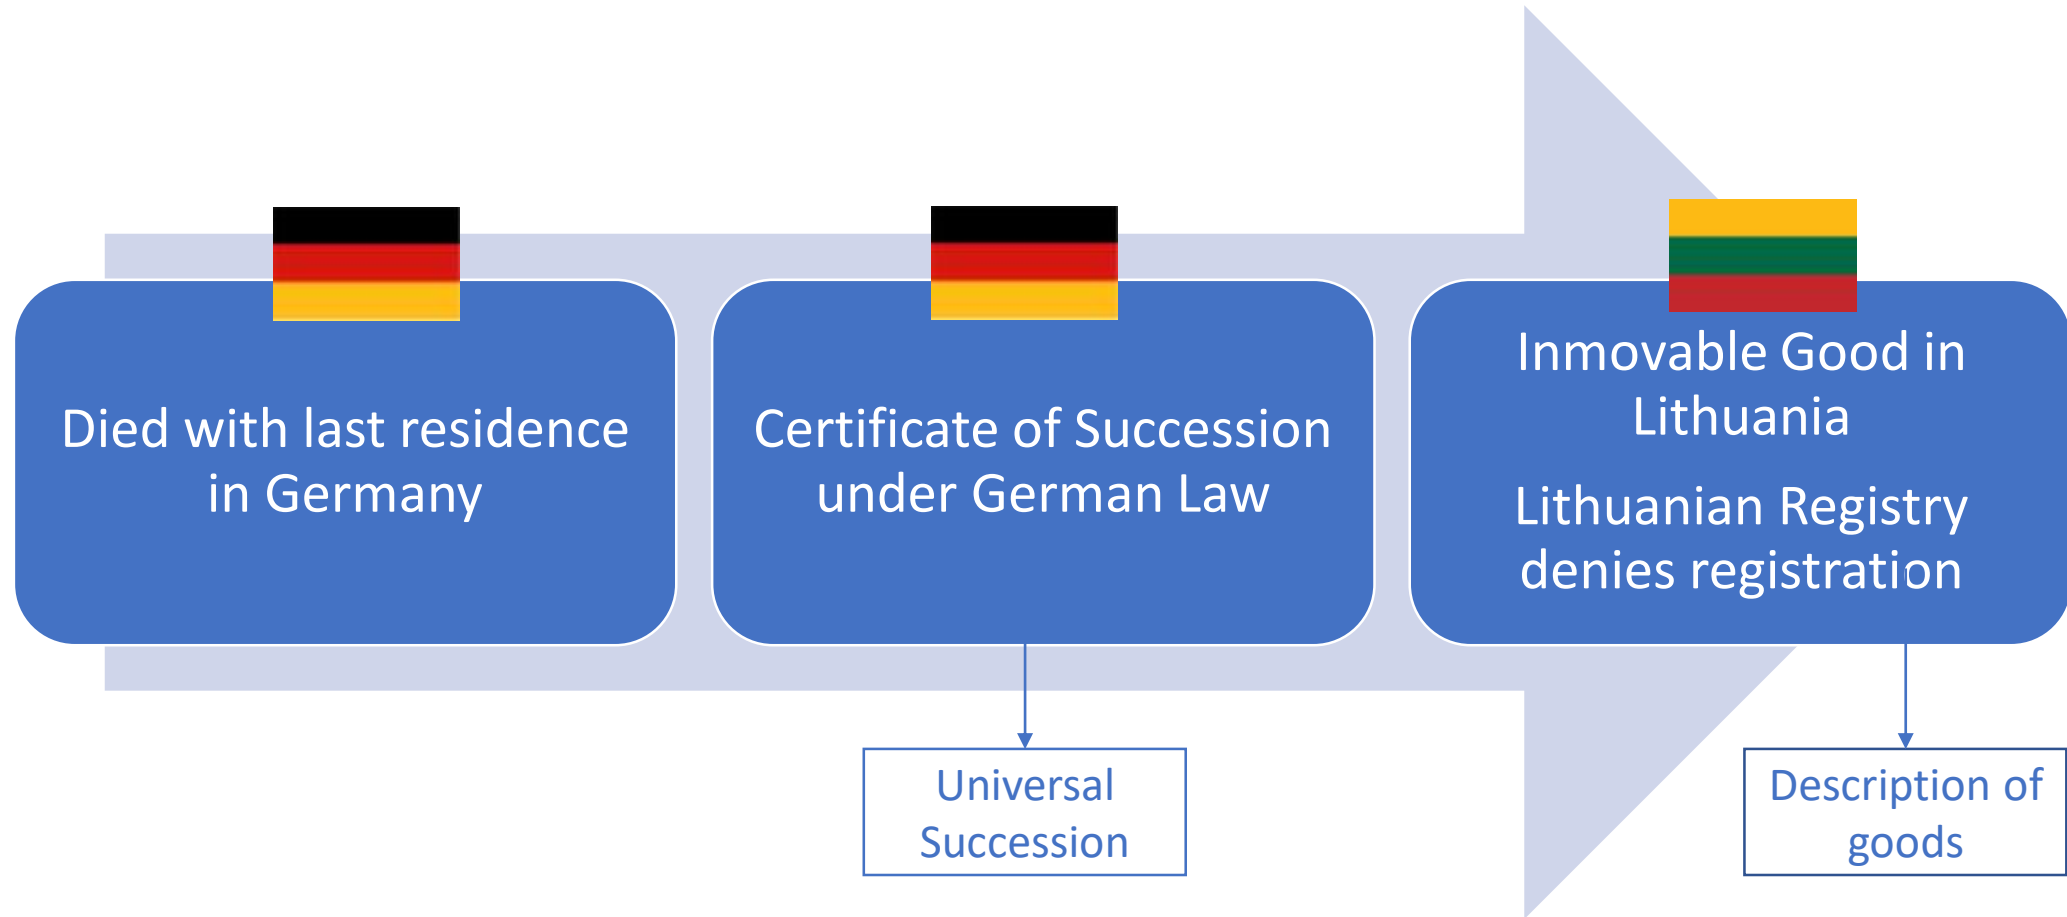 Died with last residence
in Germany
Certificate of Succession
under German Law
Inmovable Good in
Lithuania
Lithuanian Registry
denies registration
Universal
Succession
Description of
goods